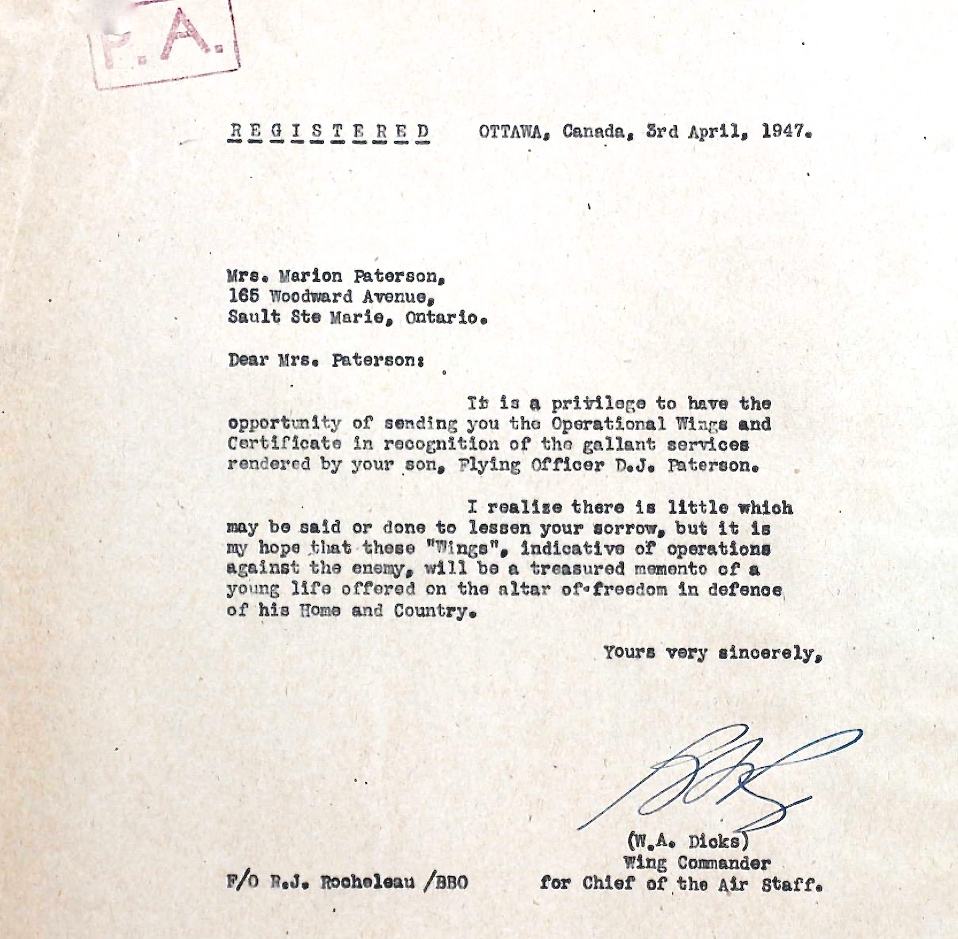 P.A.
R E G I S T E R E D OTTAWA, Canada, 3rd April, 1947.
Mrs. Marion Paterson,
165 Woodward Avenue,
Sault Ste Marie, Ontario.
Dear Mrs. Paterson:
It is a privilege to have the
opportunity of sending you the Operational Wings and
Certificate in recognition of the gallant services
rendered by your son, Flying Officer D.J. Paterson.
I realize there is little which
may be said or done to lessen your sorrow, but it is
my hope that these "Wings", indicative of operations
against the enemy, will be a treasured memento of a
young life offered on the altar of freedom in defence
of his Home and Country.
Yours very sincerely,
(W.A. Dicks)
Wing Commander
F/O R.J. Rocheleau /BBO for Chief of the Air Staff.